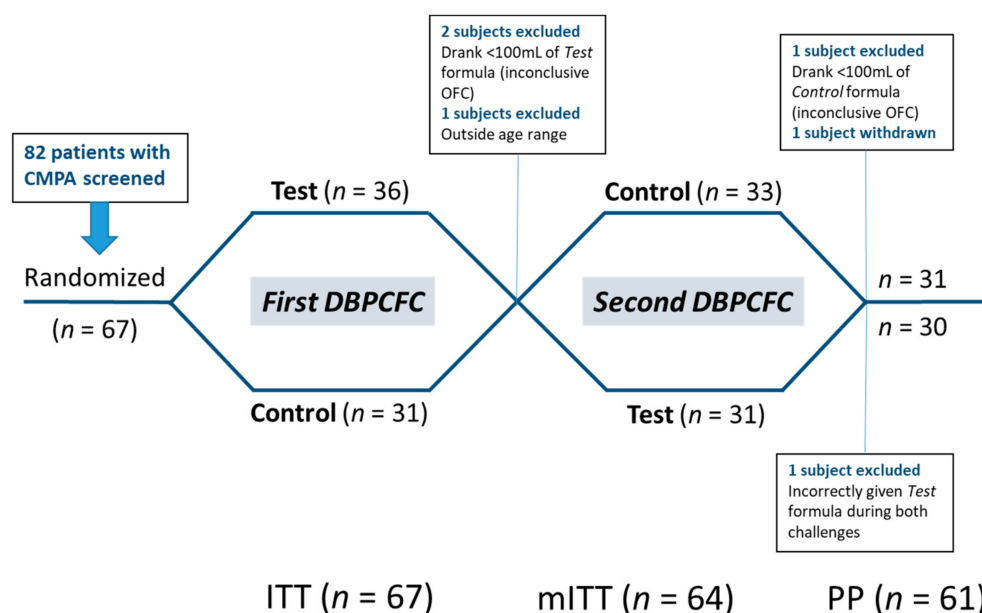 2 subjects excluded
Drank <100mL of Test
formula (inconclusive
OFC)
1 subjects excluded
Outside age range
1 subject excluded
Drank <100mL of
Control formula
(inconclusive OFC)
1 subject withdrawn
82 patients with
CMPA screened
Test (n = 36)
Control (n = 33)
Randomized
(n = 67)
First DBPCFC
Second DBPCFC
n = 31
n = 30
Control (n = 31)
Test (n = 31)
1 subject excluded
Incorrectly given Test
formula during both
challenges
ITT (n = 67)
mITT (n = 64)
PP (n = 61)